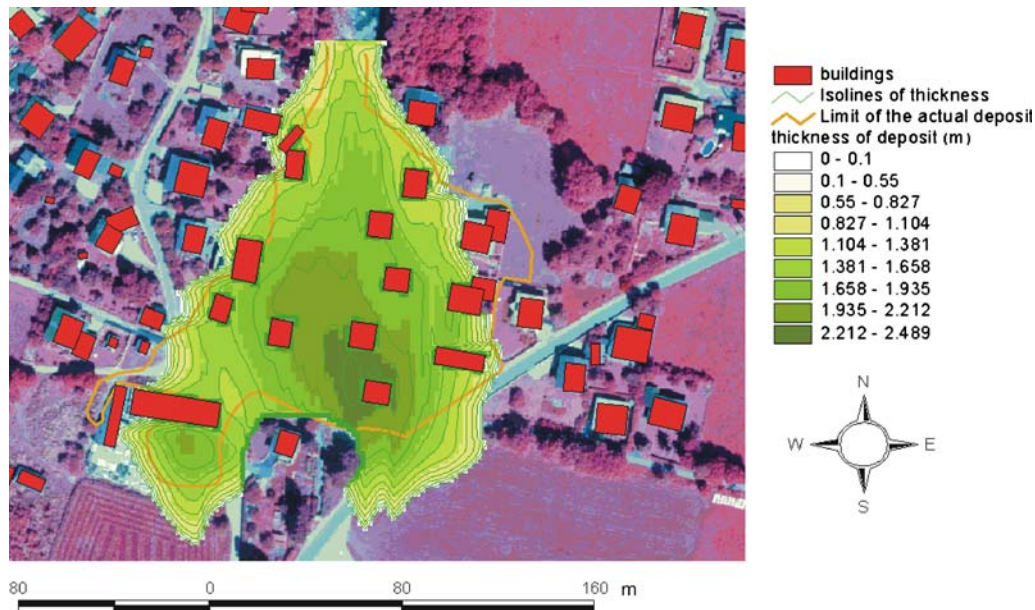 buildings
Isolines of thickness
Limit of the actual deposit
thickness of deposit (m)
0 - 0.1
0.1 - 0.55
0.55 - 0.827
0.827 - 1.104
1.104 - 1.381
1.381 - 1.658
1.658 - 1.935
1.935 - 2.212
2.212 - 2.489
N
W E
S
80 0 80 160 m